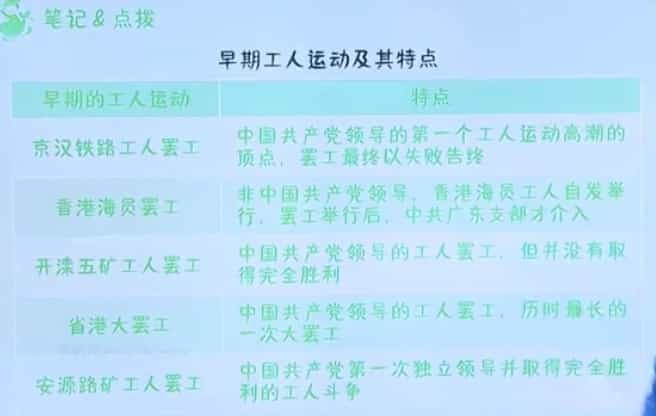 笔记&点拨
早期工人运动及其特点
早期的工人运动
特点
京汉铁路工人罢工
中国共产党领导的第一个工人运动高潮的
顶点，罢工最终以失败告终
香港海员罢工
非中国共产党领导，香港海员工人自发举
行，罢工举行后，中共广东支部才介入
开滦五矿工人罢工
中国共产党领导的工人罢工，但并没有取
得完全胜利
省港大罢工
中国共产党领导的工人罢工，历时最长的
一次大罢工
安源路矿工人罢工
中国共产党第一次独立领导并取得完全胜
利的工人斗争